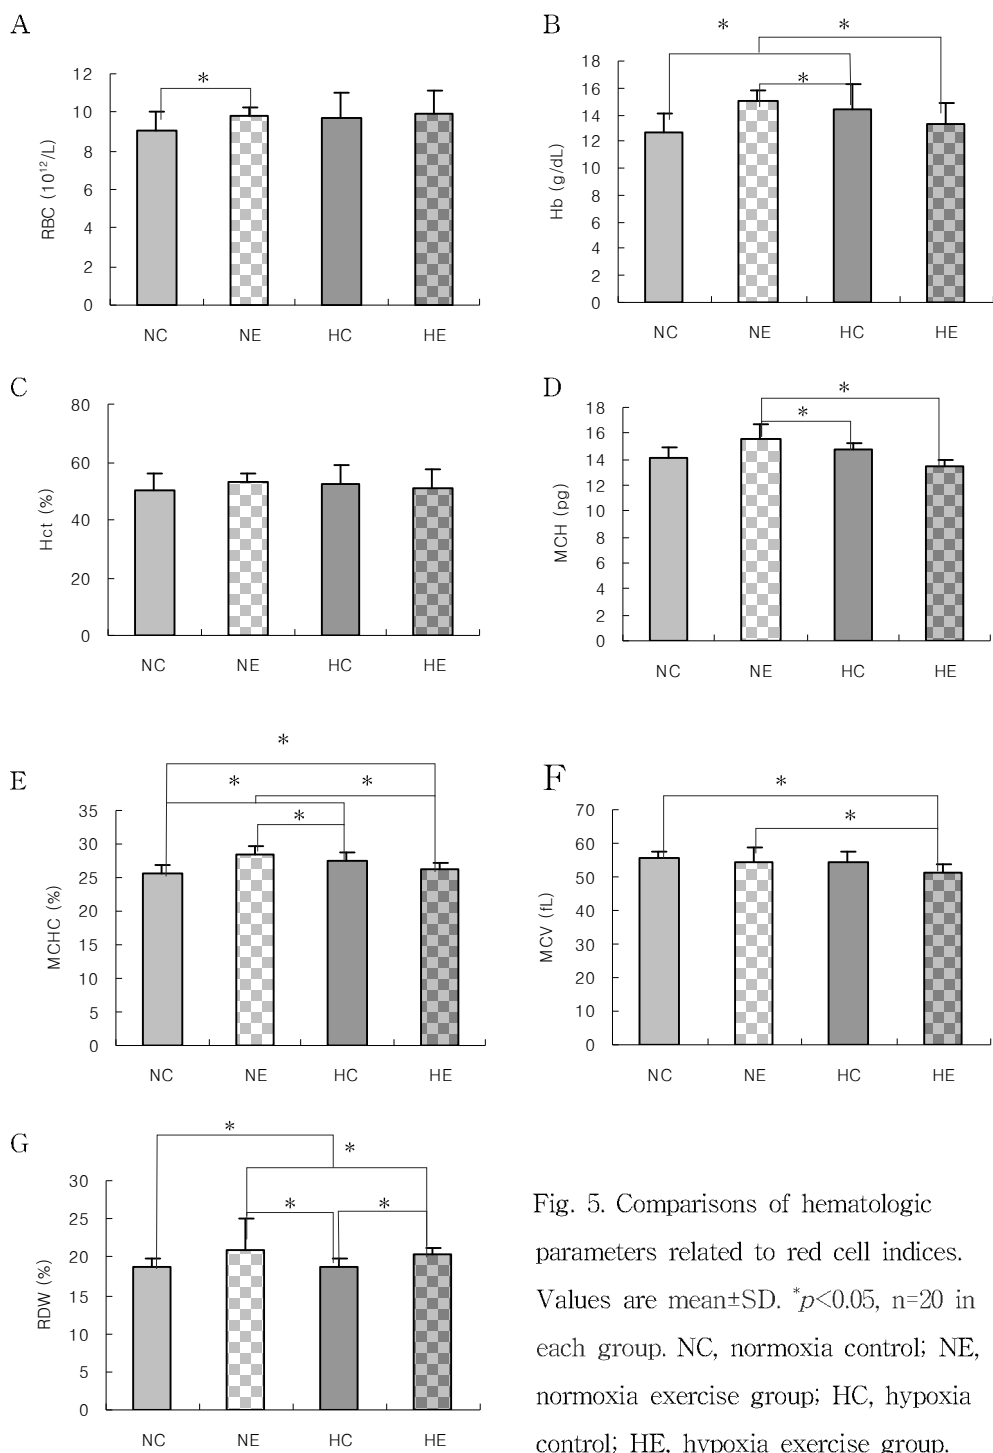 A
*
12
10
8
6
4
2
0
RBC (10¹²/L)
NC NE HC HE
B
* *
*
18
16
14
12
10
8
6
4
2
0
Hb (g/dL)
NC NE HC HE
C
80
60
40
20
0
Hct (%)
NC NE HC HE
D
*
*
18
16
14
12
10
8
6
4
2
0
MCH (pg)
NC NE HC HE
E
*
* *
*
35
30
25
20
15
10
5
0
MCHC (%)
NC NE HC HE
F
*
*
70
60
50
40
30
20
10
0
MCV (fL)
NC NE HC HE
G
*
*
* *
30
25
20
15
10
5
0
RDW (%)
NC NE HC HE
Fig. 5. Comparisons of hematologic
parameters related to red cell indices.
Values are mean±SD. *p<0.05, n=20 in
each group. NC, normoxia control; NE,
normoxia exercise group; HC, hypoxia
control; HE, hypoxia exercise group.